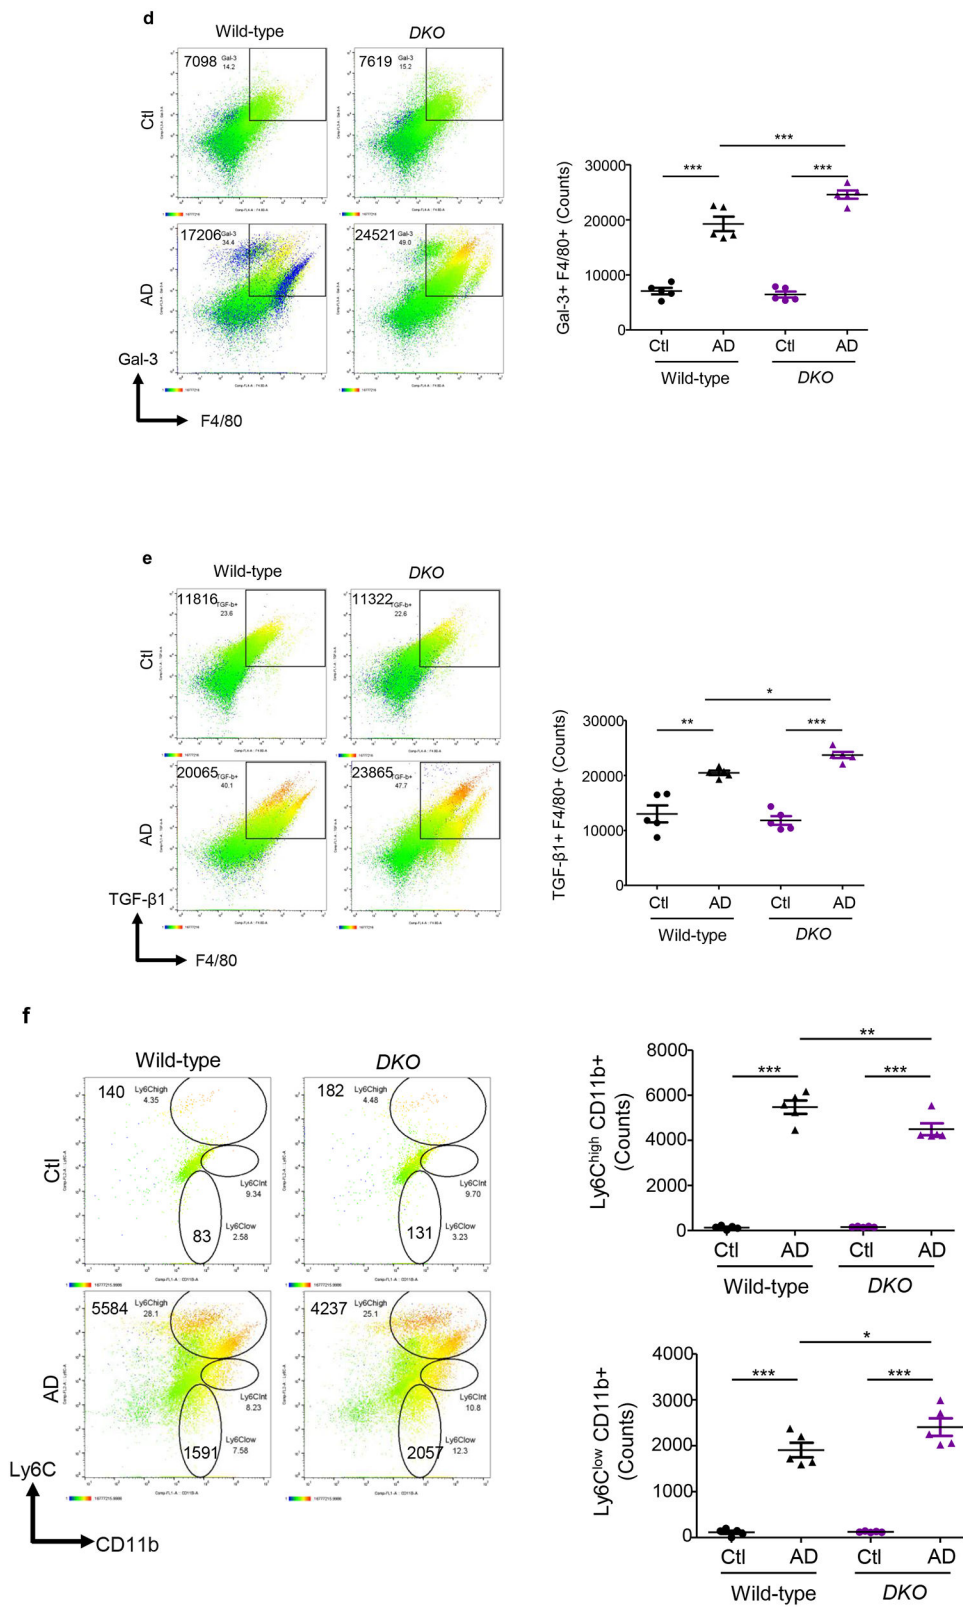 d
Wild-type DKO
Ctl
7098 Gal-3
14.2
7619 Gal-3
15.2
AD
17206 Gal-3
34.4
24521 Gal-3
49.0
Gal-3
F4/80
Gal-3+ F4/80+ (Counts)
30000
20000
10000
0
***
*** ***
Ctl AD Ctl AD
Wild-type DKO
e
Wild-type DKO
Ctl
11816 TGF-b+
23.6
11322 TGF-b+
22.6
AD
20065 TGF-b+
40.1
23865 TGF-b+
47.7
TGF-β1
F4/80
TGF-β1+ F4/80+ (Counts)
30000
20000
10000
0
*
** ***
Ctl AD Ctl AD
Wild-type DKO
f
Wild-type DKO
Ctl
140 Ly6Chigh
4.35
Ly6CInt
9.34
83 Ly6Clow
2.58
182 Ly6Chigh
4.48
Ly6CInt
9.70
131 Ly6Clow
3.23
AD
5584 Ly6Chigh
28.1
Ly6CInt
8.23
1591 Ly6Clow
7.58
4237 Ly6Chigh
25.1
Ly6CInt
10.8
2057 Ly6Clow
12.3
Ly6C
CD11b
Ly6Chigh CD11b+
(Counts)
8000
6000
4000
2000
0
**
*** ***
Ctl AD Ctl AD
Wild-type DKO
Ly6Clow CD11b+
(Counts)
4000
3000
2000
1000
0
*
*** ***
Ctl AD Ctl AD
Wild-type DKO